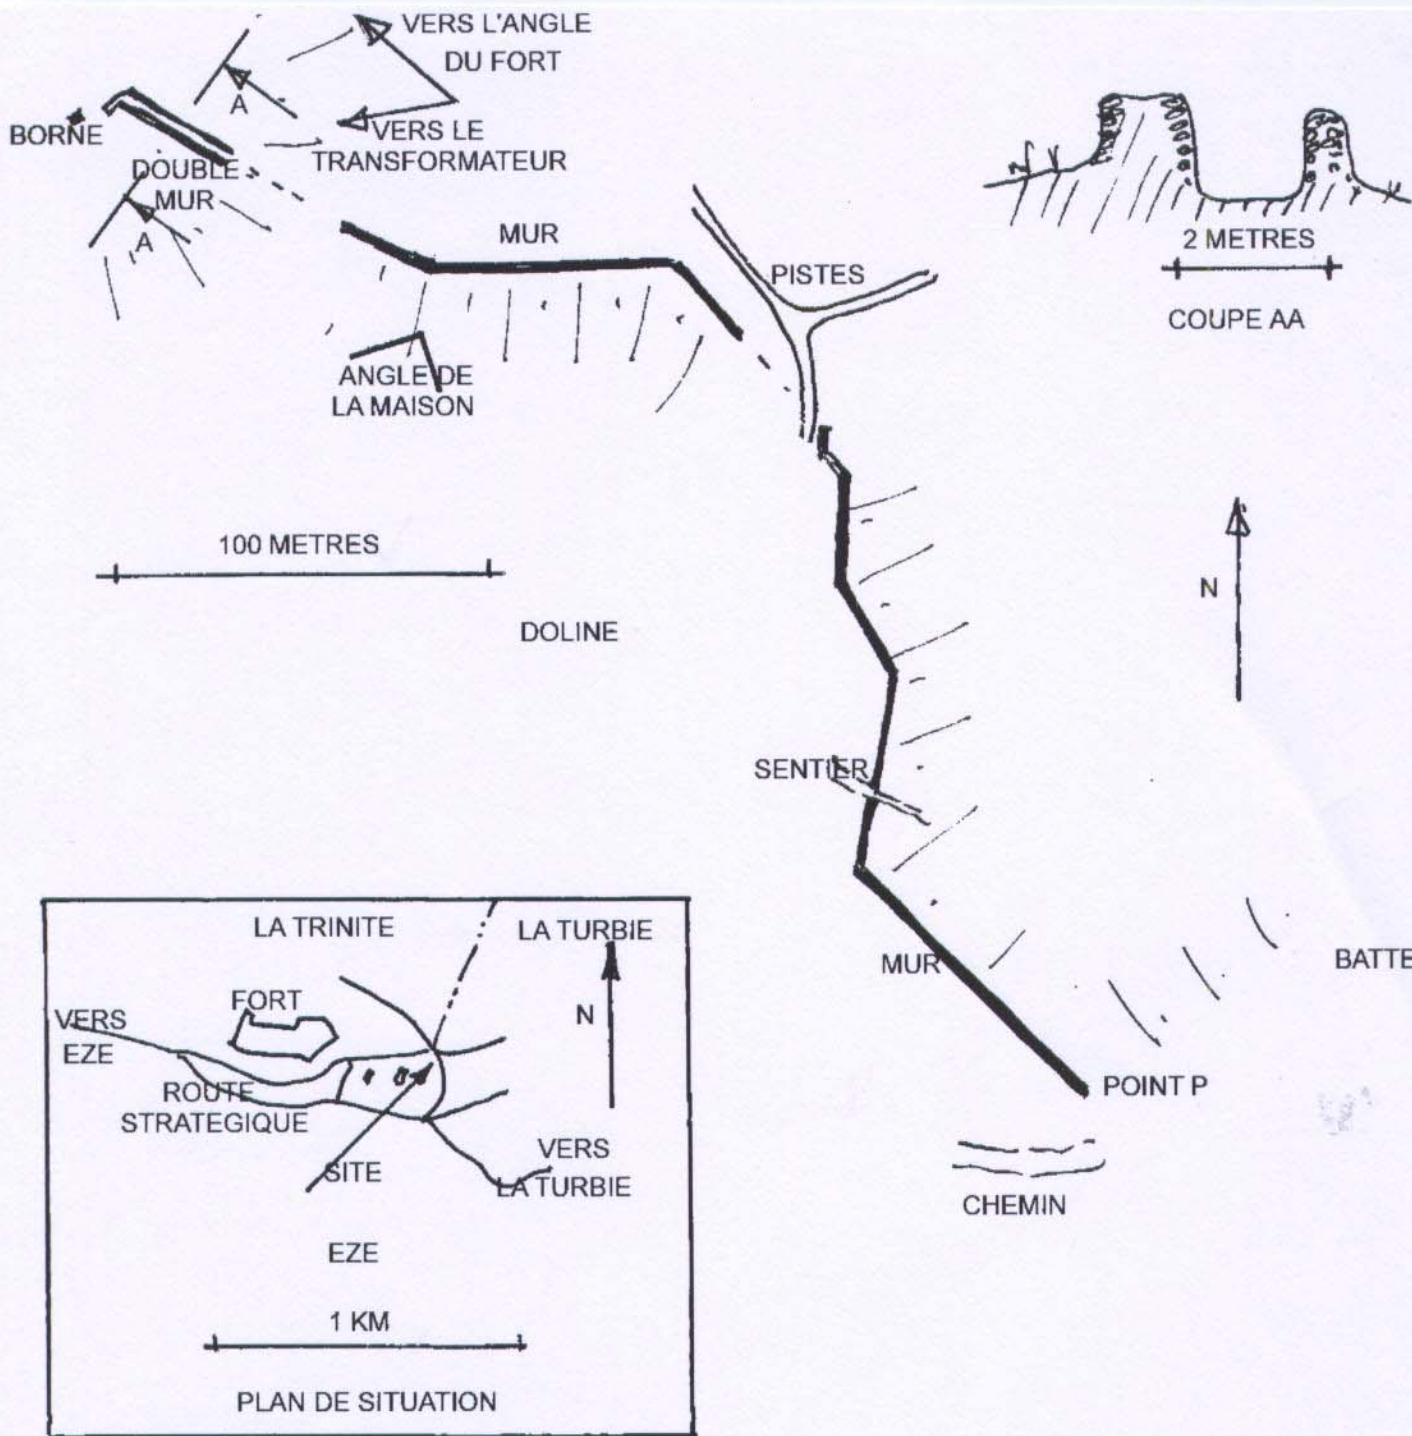 VERS L'ANGLE
DU FORT
A
BORNE
VERS LE
TRANSFORMATEUR
DOUBLE
MUR
A
MUR
PISTES
2 METRES
COUPE AA
ANGLE DE
LA MAISON
100 METRES
N
DOLINE
SENTIER
MUR
BATTE
POINT P
CHEMIN
LA TRINITE
LA TURBIE
FORT
N
VERS
EZE
ROUTE
STRATEGIQUE
SITE
VERS
LA TURBIE
EZE
1 KM
PLAN DE SITUATION